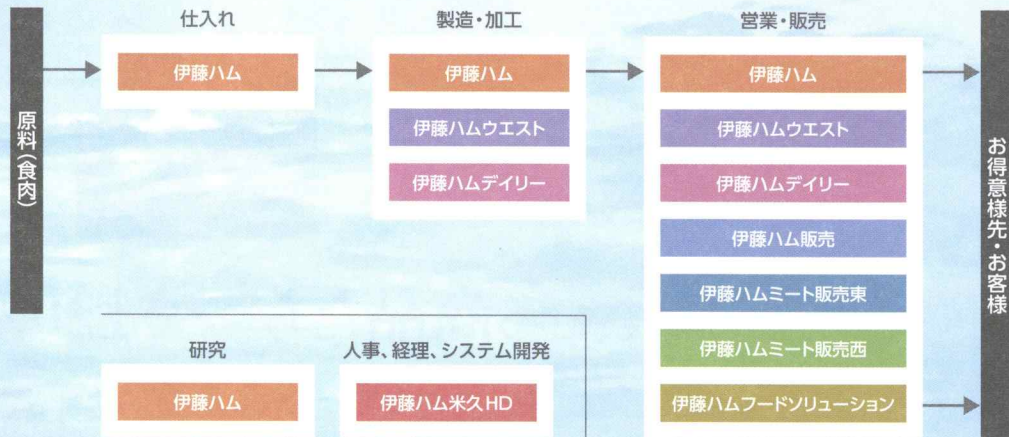 原料(食肉)
仕入れ
伊藤ハム
製造・加工
伊藤ハム
伊藤ハムウエスト
伊藤ハムデイリー
営業・販売
伊藤ハム
伊藤ハムウエスト
伊藤ハムデイリー
伊藤ハム販売
伊藤ハムミート販売東
伊藤ハムミート販売西
伊藤ハムフードソリューション
お得意様先・お客様
研究
伊藤ハム
人事、経理、システム開発
伊藤ハム米久HD